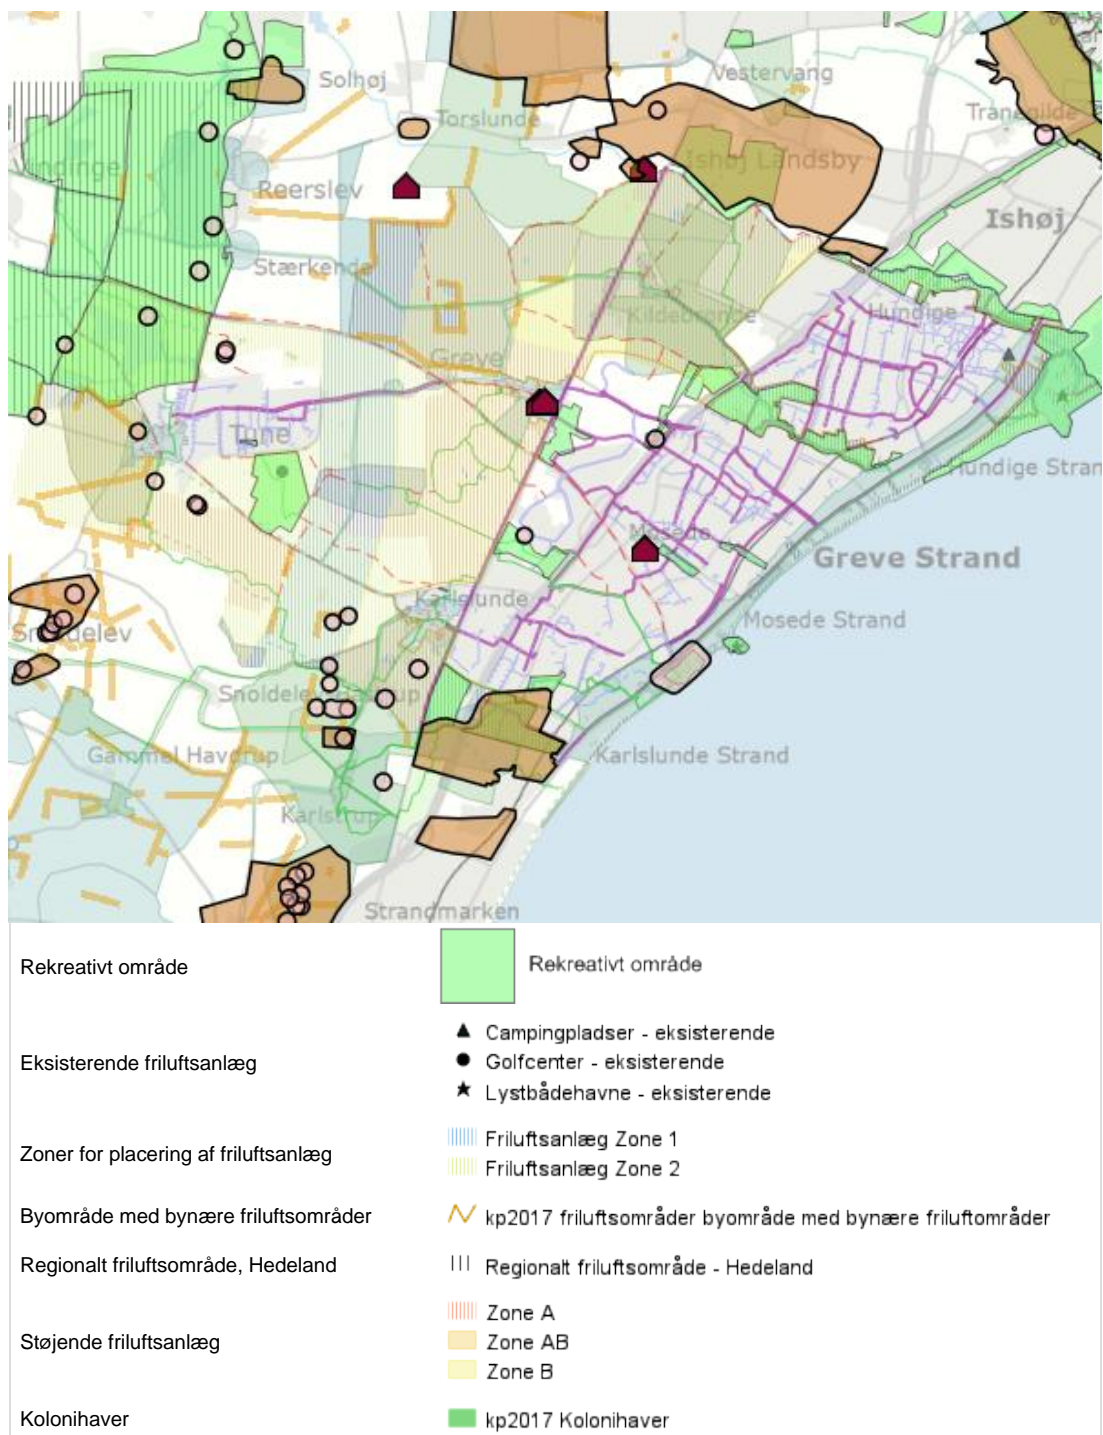 Solhøj
Vestervang
Torslunde
Tranegilde
Ishøj Landsby
Reerslev
Ishøj
Stærkende
Kildebrønde
Hundige
Greve
Tune
Hundige Stran
Mosede
Greve Strand
Karlslunde
Mosede Strand
Snoldelev
Gammel Havdrup
Karlslunde Strand
Karlstrup
Strandmarken
Rekreativt område
Rekreativt område
Eksisterende friluftsanlæg
Campingpladser - eksisterende
Golfcenter - eksisterende
Lystbådehavne - eksisterende
Zoner for placering af friluftsanlæg
Friluftsanlæg Zone 1
Friluftsanlæg Zone 2
Byområde med bynære friluftsområder
kp2017 friluftsområder byområde med bynære friluftområder
Regionalt friluftsområde, Hedeland
Regionalt friluftsområde - Hedeland
Støjende friluftsanlæg
Zone A
Zone AB
Zone B
Kolonihaver
kp2017 Kolonihaver